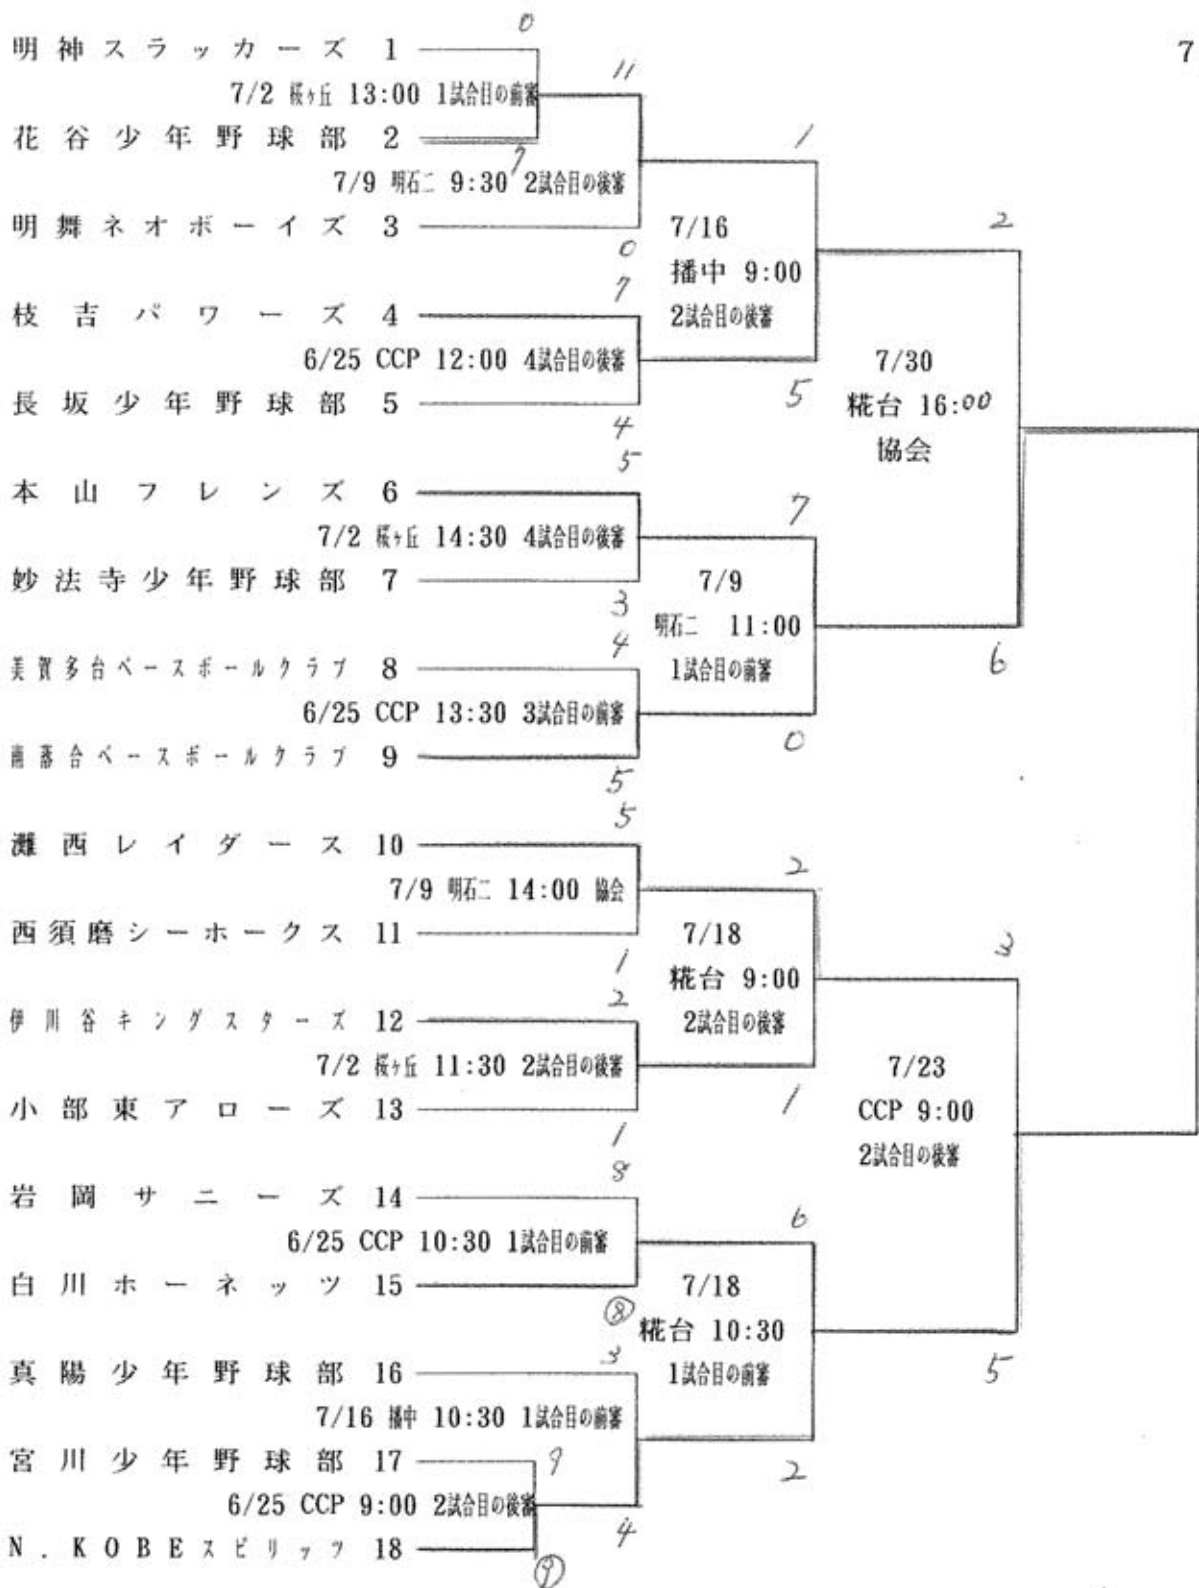 0
明神スラッカーズ 1
7
11
7/2 桜ヶ丘 13:00 1試合目の前審
花谷少年野球部 2
7
1
7/9 明石二 9:30 2試合目の後審
明舞ネオボーイズ 3
0
7/16
播中 9:00
2試合目の後審
2
7
枝吉パワーズ 4
6/25 CCP 12:00 4試合目の後審
長坂少年野球部 5
4
5
7/30
糀台 16:00
協会
5
本山フレンズ 6
7/2 桜ヶ丘 14:30 4試合目の後審
7
妙法寺少年野球部 7
3
7/9
明石二 11:00
1試合目の前審
6
4
美賀多台ベースボールクラブ 8
6/25 CCP 13:30 3試合目の前審
0
南落合ベースボールクラブ 9
5
5
灘西レイダース 10
7/9 明石二 14:00 協会
2
西須磨シーホークス 11
1
7/18
糀台 9:00
2試合目の後審
3
2
伊川谷キングスターズ 12
7/2 桜ヶ丘 11:30 2試合目の後審
小部東アローズ 13
1
1
7/23
CCP 9:00
2試合目の後審
8
岩岡サニーズ 14
6/25 CCP 10:30 1試合目の前審
6
白川ホーネッツ 15
⑧
7/18
糀台 10:30
1試合目の前審
5
3
真陽少年野球部 16
7/16 播中 10:30 1試合目の前審
宮川少年野球部 17
9
2
6/25 CCP 9:00 2試合目の後審
4
N.KOBEスピリッツ 18
⑨